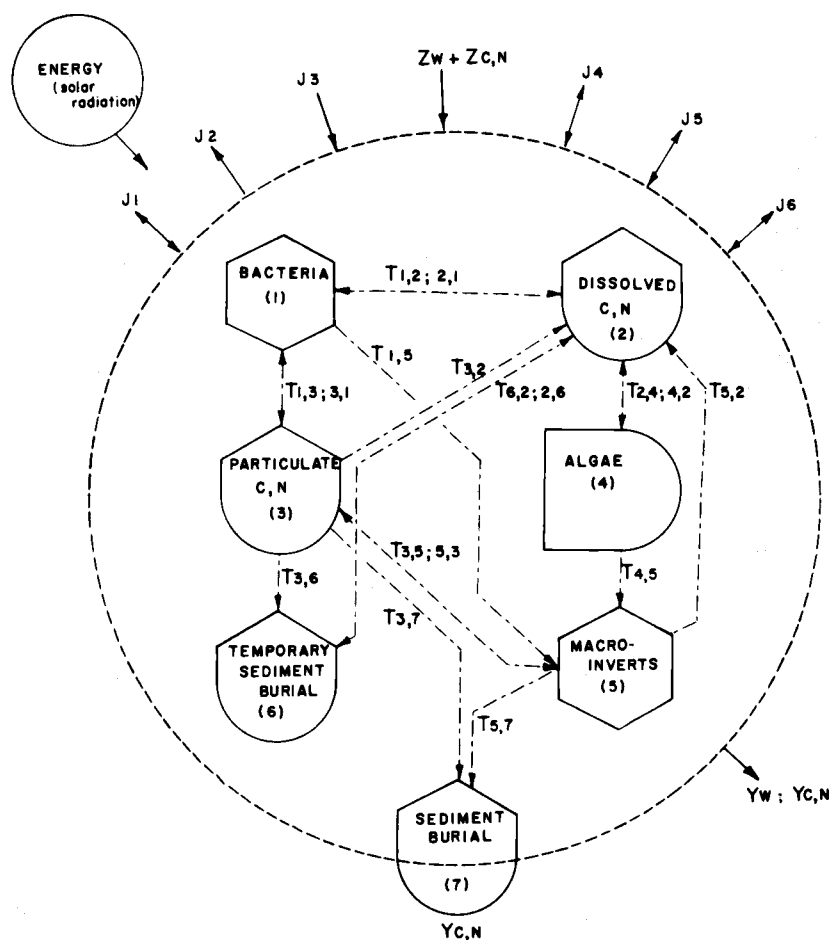 ENERGY
(solar
radiation)
J1
J2
J3
ZW + ZC,N
J4
J5
J6
BACTERIA
(1)
T1,2; 2,1
DISSOLVED
C,N
(2)
T1,5
T3,2
T6,2; 2,6
T1,3; 3,1
T2,4; 4,2
T5,2
PARTICULATE
C,N
(3)
ALGAE
(4)
T3,5; 5,3
T3,6
T3,7
T4,5
TEMPORARY
SEDIMENT
BURIAL
(6)
MACRO-
INVERTS
(5)
T5,7
SEDIMENT
BURIAL
(7)
YC,N
YW ; YC,N